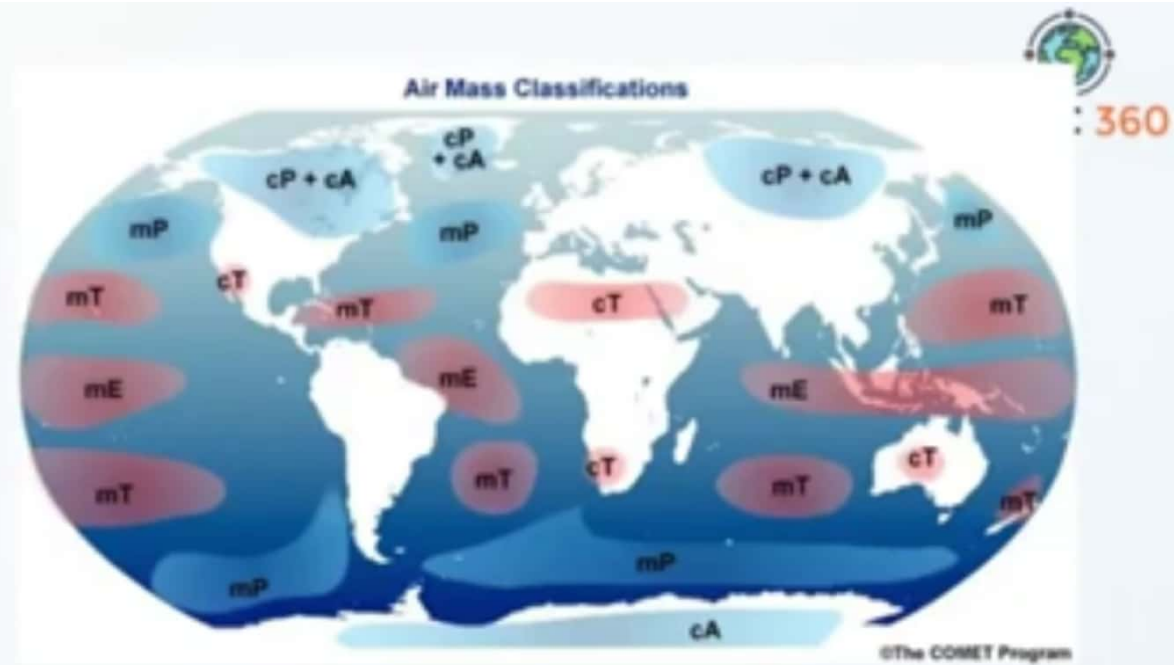 : 360
Air Mass Classifications
cP
+ cA
cP + cA
cP + cA
mP
mP
mP
cT
mT
mT
cT
mT
mE
mE
mE
mT
mT
cT
mT
cT
mT
mP
mP
cA
©The COMET Program